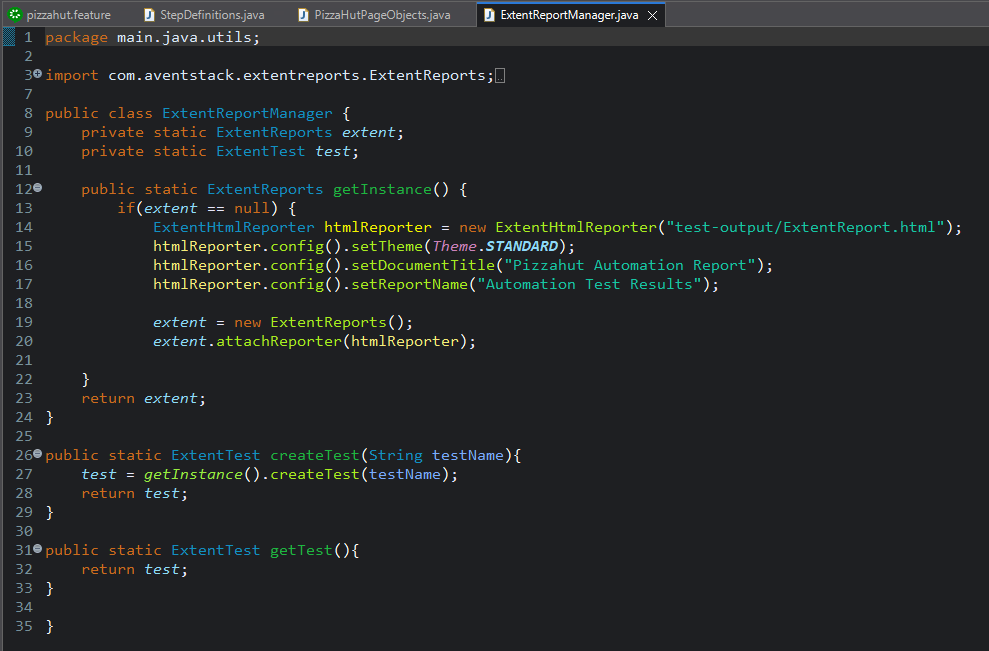 pizzahut.feature StepDefinitions.java PizzaHutPageObjects.java ExtentReportManager.java
1 package main.java.utils;
2
3 import com.aventstack.extentreports.ExtentReports;
7
8 public class ExtentReportManager {
9     private static ExtentReports extent;
10     private static ExtentTest test;
11
12     public static ExtentReports getInstance() {
13         if(extent == null) {
14             ExtentHtmlReporter htmlReporter = new ExtentHtmlReporter("test-output/ExtentReport.html");
15             htmlReporter.config().setTheme(Theme.STANDARD);
16             htmlReporter.config().setDocumentTitle("Pizzahut Automation Report");
17             htmlReporter.config().setReportName("Automation Test Results");
18
19             extent = new ExtentReports();
20             extent.attachReporter(htmlReporter);
21
22     }
23     return extent;
24 }
25
26 public static ExtentTest createTest(String testName){
27     test = getInstance().createTest(testName);
28     return test;
29 }
30
31 public static ExtentTest getTest(){
32     return test;
33 }
34
35 }